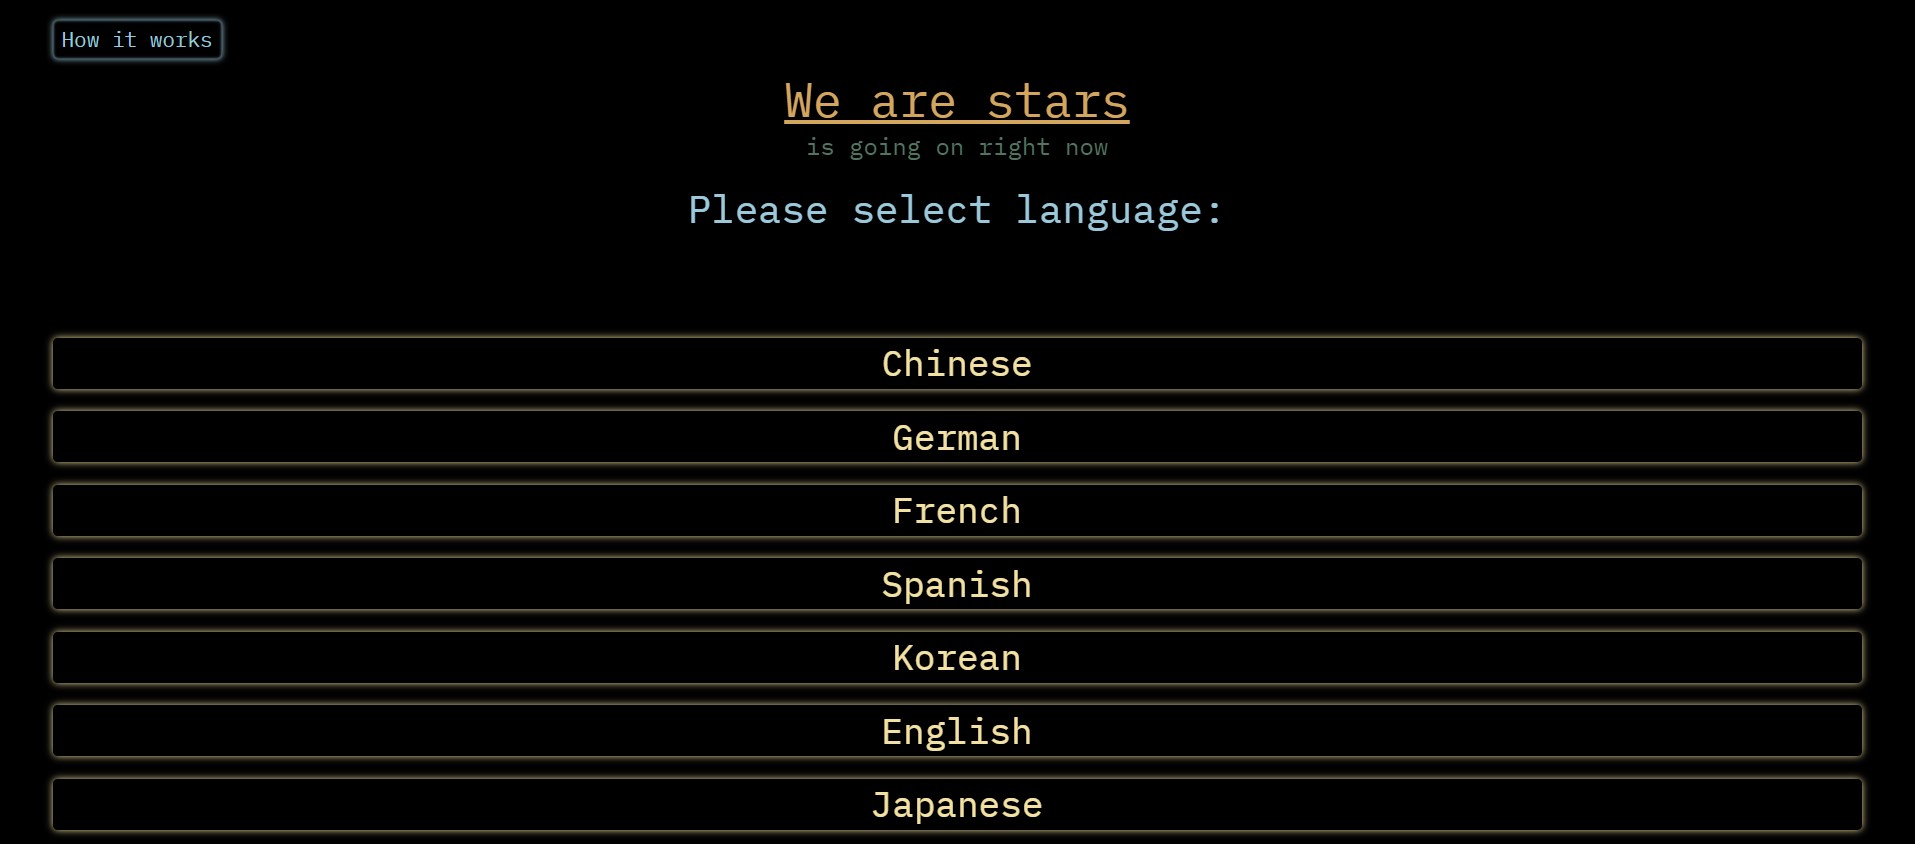 How it works
We are stars
is going on right now
Please select language:
Chinese
German
French
Spanish
Korean
English
Japanese